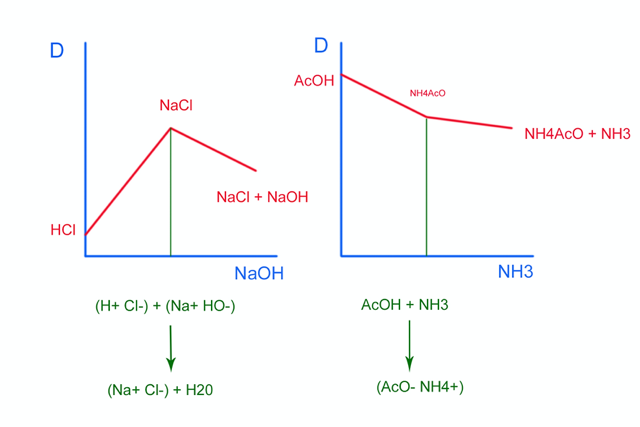 D
NaCl
HCl
NaCl + NaOH
NaOH
(H+ Cl-) + (Na+ HO-)
(Na+ Cl-) + H20
D
AcOH
NH4AcO
NH4AcO + NH3
NH3
AcOH + NH3
(AcO- NH4+)